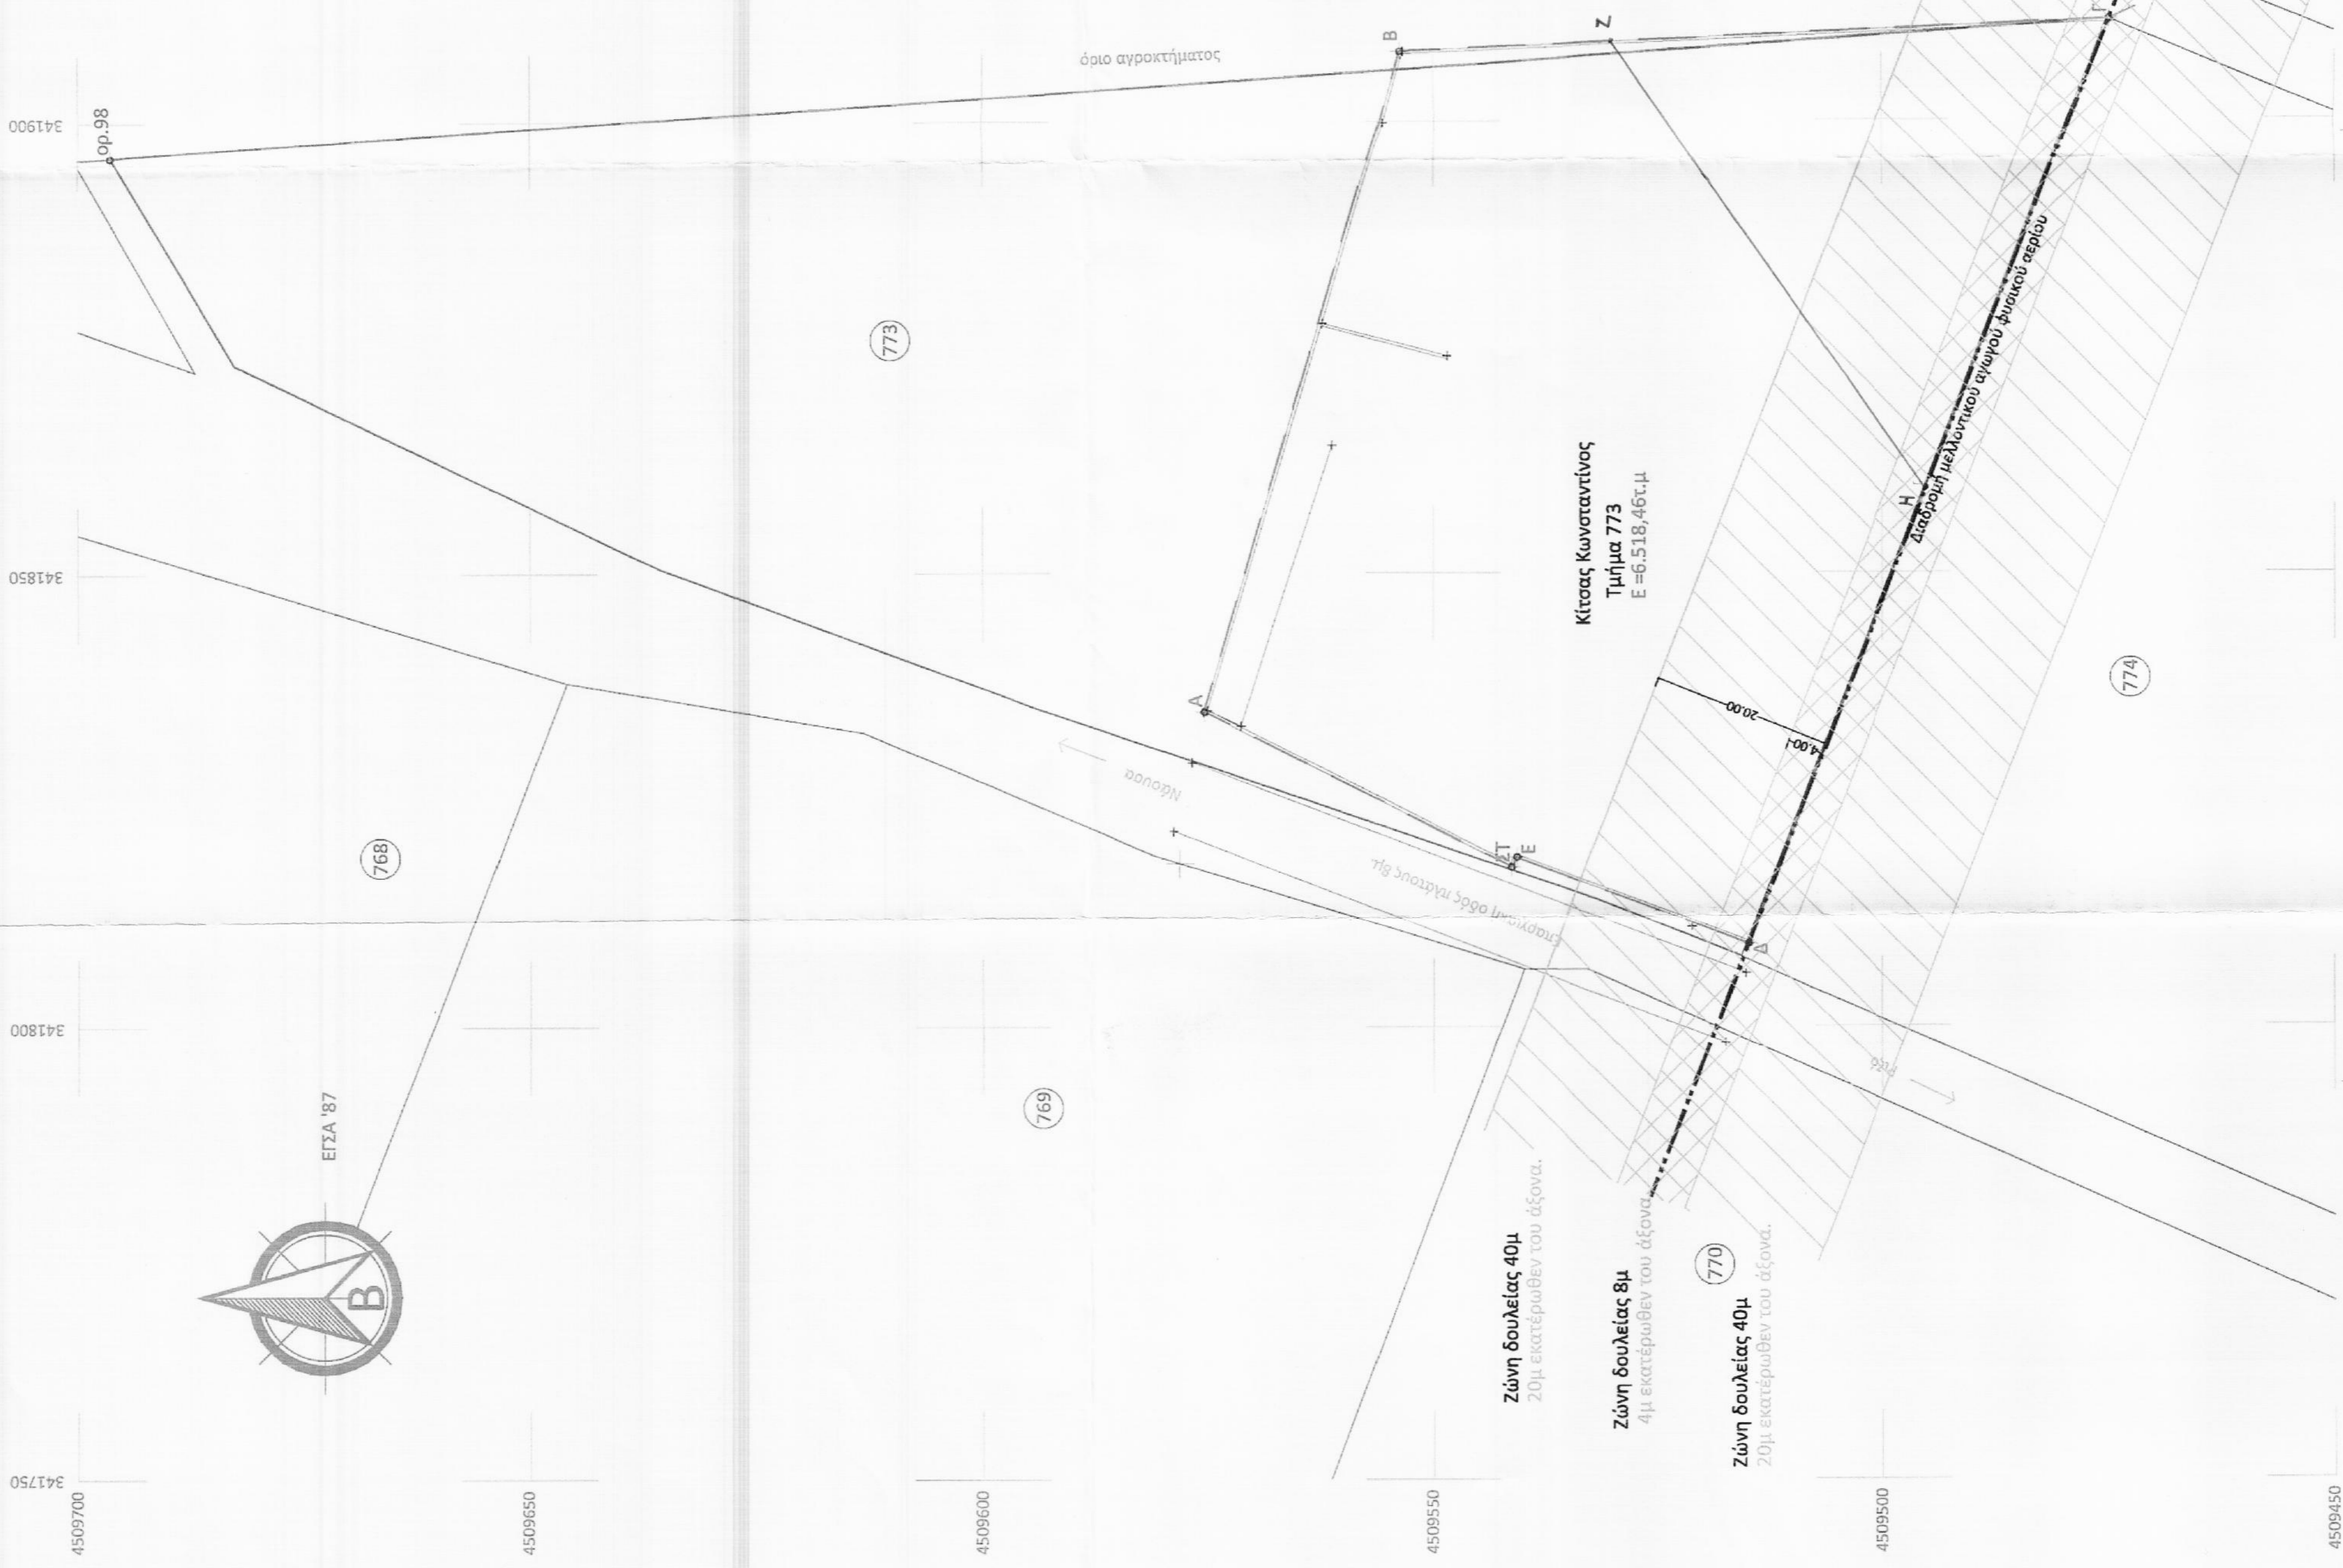 341900
341850
341800
341750
4509700
4509650
4509600
4509550
4509500
4509450
ορ.98
όριο αγροκτήματος
B
Z
Γ
773
A
Κίτσας Κωνσταντίνος
Τμήμα 773
E =6.518,46τ.μ
H
Διαδρομή μελλοντικού αγωγού φυσικού αερίου
20.00
4.00
774
768
Νάουσα
Επαρχιακή οδός πλάτους 8μ
ΣΤ
E
Δ
Ριζό
769
ΕΓΣΑ '87
B
Ζώνη δουλείας 40μ
20μ εκατέρωθεν του άξονα.
Ζώνη δουλείας 8μ
4μ εκατέρωθεν του άξονα.
770
Ζώνη δουλείας 40μ
20μ εκατέρωθεν του άξονα.